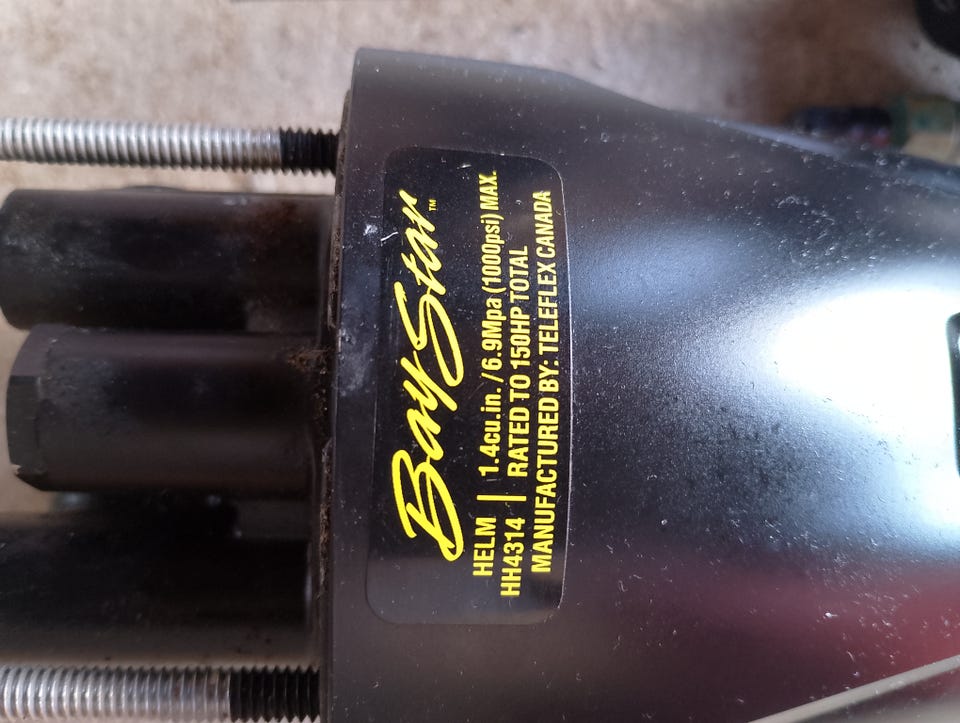 BayStar™
HELM | 1.4cu.in. / 6.9Mpa (1000psi) MAX.
HH4314 | RATED TO 150HP TOTAL
MANUFACTURED BY: TELEFLEX CANADA